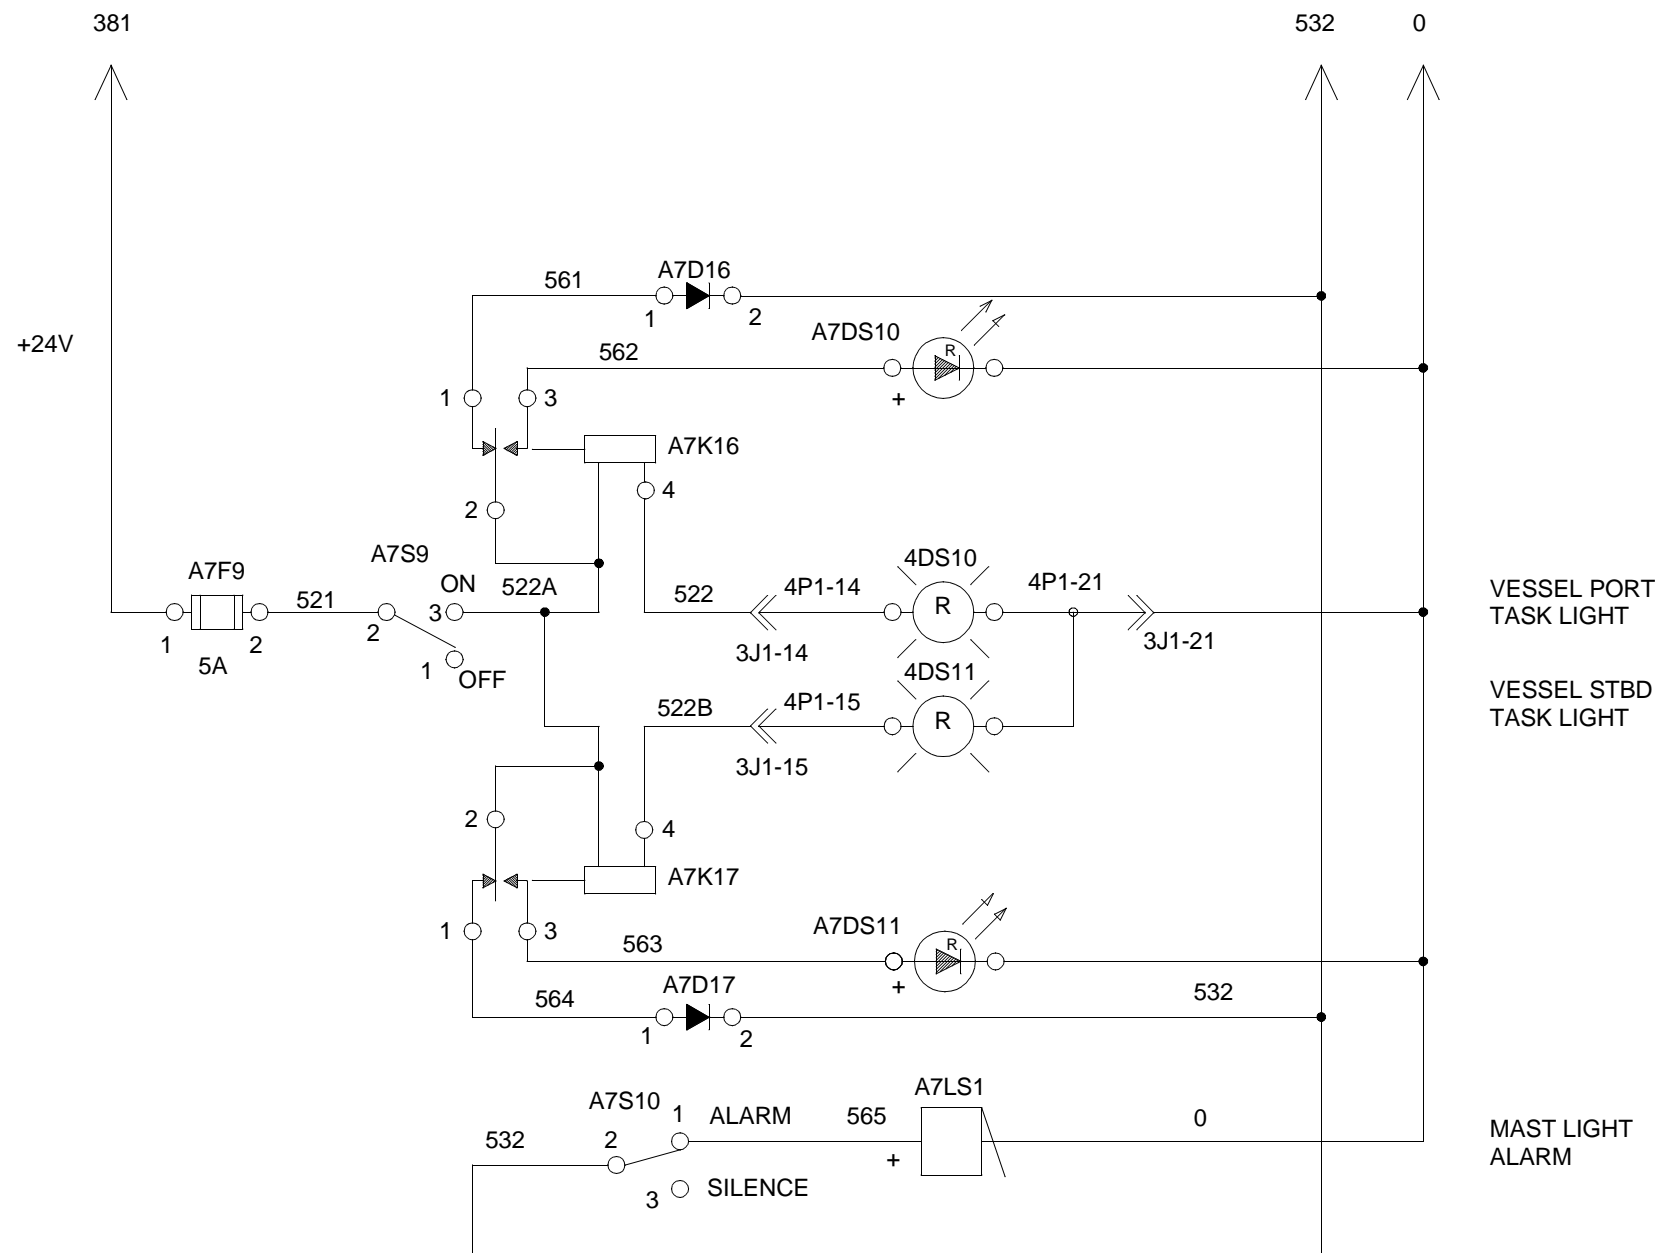 381
532
0
+24V
561
A7D16
1
2
A7DS10
R
+
562
1
3
A7K16
2
4
A7F9
1
2
5A
521
A7S9
ON
3
2
1
OFF
522A
522
4P1-14
3J1-14
4DS10
R
4P1-21
3J1-21
VESSEL PORT
TASK LIGHT
4DS11
R
522B
4P1-15
3J1-15
VESSEL STBD
TASK LIGHT
2
4
A7K17
1
3
563
A7DS11
R
+
564
A7D17
1
2
532
A7S10
1
ALARM
532
2
3
SILENCE
565
A7LS1
+
0
MAST LIGHT
ALARM